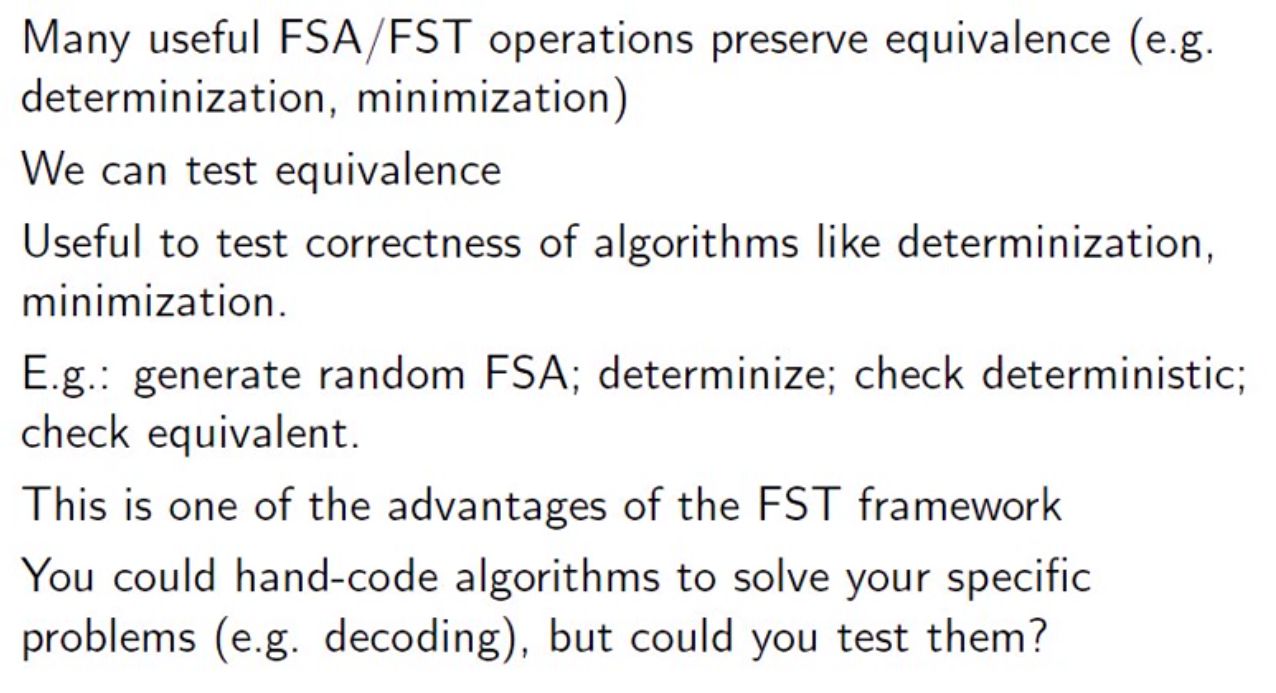 Many useful FSA/FST operations preserve equivalence (e.g.
determinization, minimization)
We can test equivalence
Useful to test correctness of algorithms like determinization,
minimization.
E.g.: generate random FSA; determinize; check deterministic;
check equivalent.
This is one of the advantages of the FST framework
You could hand-code algorithms to solve your specific
problems (e.g. decoding), but could you test them?